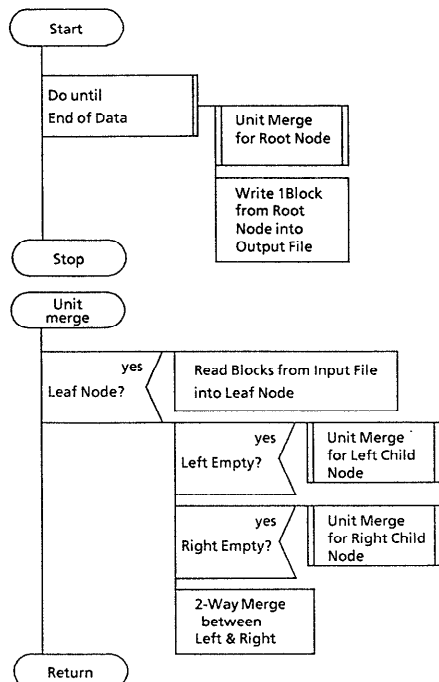 Start
Do until
End of Data
Unit Merge
for Root Node
Write 1Block
from Root
Node into
Output File
Stop
Unit
merge
yes
Leaf Node?
Read Blocks from Input File
into Leaf Node
yes
Left Empty?
Unit Merge
for Left Child
Node
yes
Right Empty?
Unit Merge
for Right Child
Node
2-Way Merge
between
Left & Right
Return